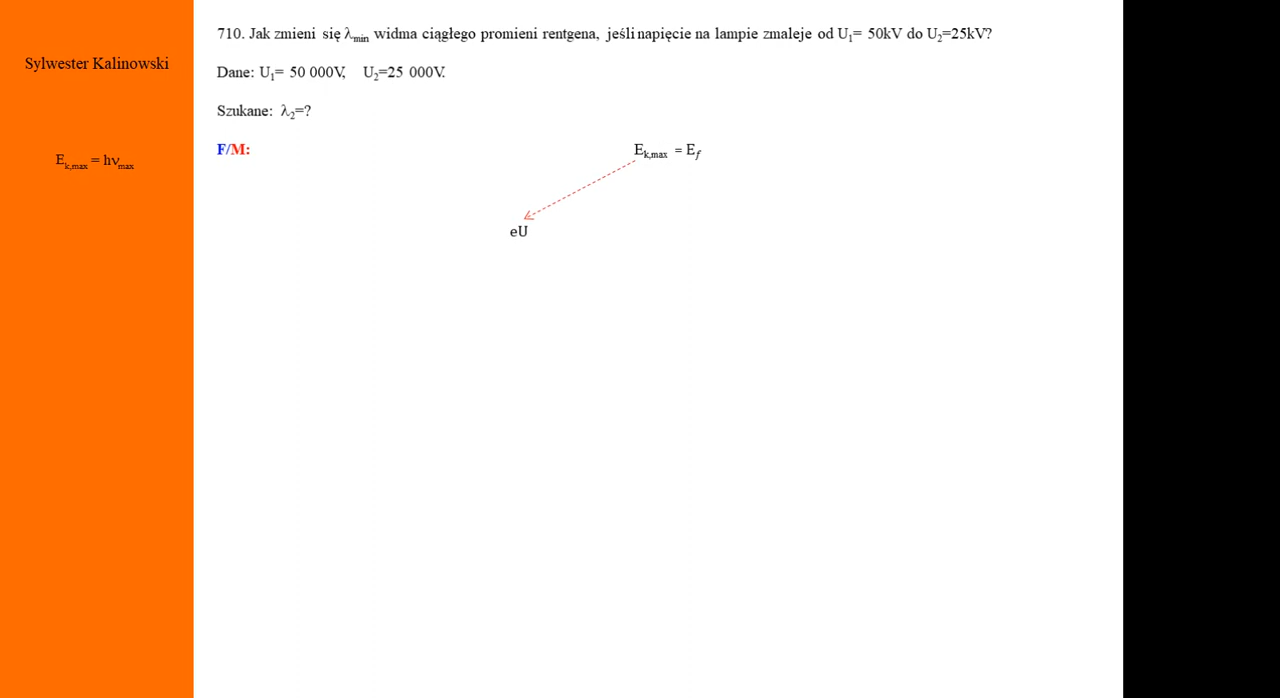 710. Jak zmieni się λmin widma ciągłego promieni rentgena, jeśli napięcie na lampie zmaleje od U1= 50kV do U2=25kV?
Sylwester Kalinowski
Dane: U1= 50 000V, U2=25 000V.
Szukane: λ2=?
F/M:
Ek,max = Ef
Ek,max = hνmax
eU